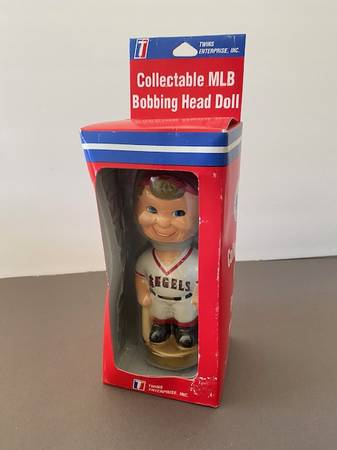 TWINS
ENTERPRISE, INC.
Collectable MLB
Bobbing Head Doll
ANGELS
TWINS
ENTERPRISE, INC.